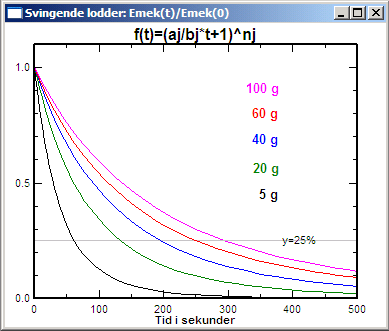 Svingende lodder: Emek(t)/Emek(0)
f(t)=(aj/bj*t+1)^nj
1.0
100 g
60 g
40 g
0.5
20 g
5 g
y=25%
0.0
0 100 200 300 400 500
Tid i sekunder